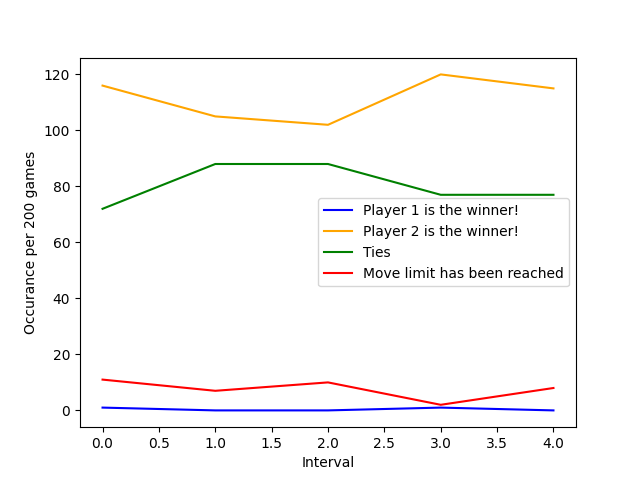 120
100
80
60
40
20
0
Occurance per 200 games
Player 1 is the winner!
Player 2 is the winner!
Ties
Move limit has been reached
0.0 0.5 1.0 1.5 2.0 2.5 3.0 3.5 4.0
Interval